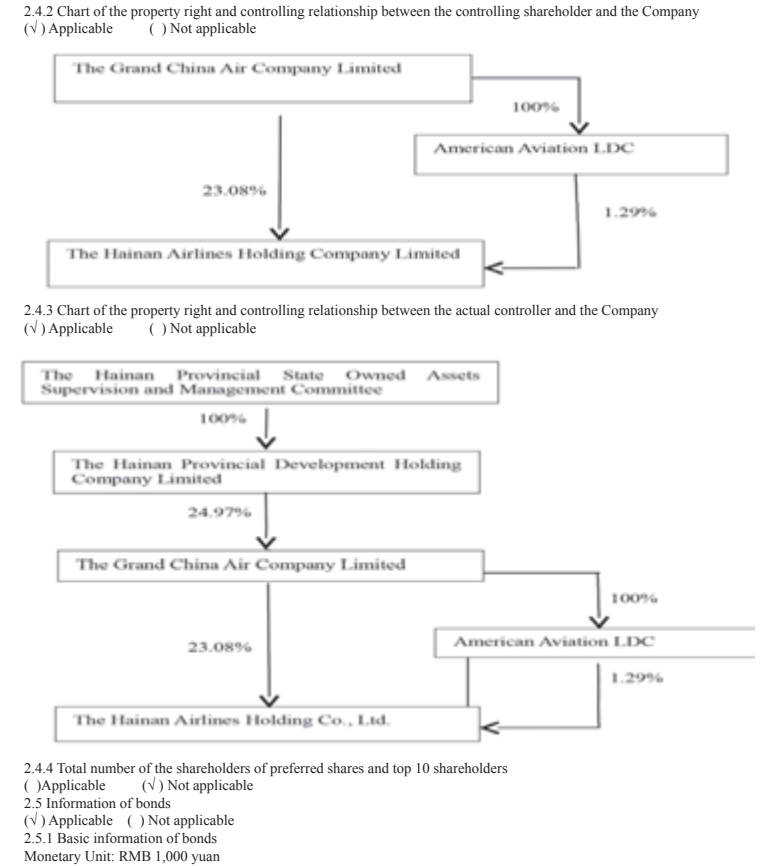 2.4.2 Chart of the property right and controlling relationship between the controlling shareholder and the Company
(√) Applicable ( ) Not applicable
The Grand China Air Company Limited
100%
American Aviation LDC
23.08%
1.29%
The Hainan Airlines Holding Company Limited
2.4.3 Chart of the property right and controlling relationship between the actual controller and the Company
(√) Applicable ( ) Not applicable
The Hainan Provincial State Owned Assets
Supervision and Management Committee
100%
The Hainan Provincial Development Holding
Company Limited
24.97%
The Grand China Air Company Limited
100%
American Aviation LDC
23.08%
1.29%
The Hainan Airlines Holding Co., Ltd.
2.4.4 Total number of the shareholders of preferred shares and top 10 shareholders
( )Applicable (√) Not applicable
2.5 Information of bonds
(√) Applicable ( ) Not applicable
2.5.1 Basic information of bonds
Monetary Unit: RMB 1,000 yuan